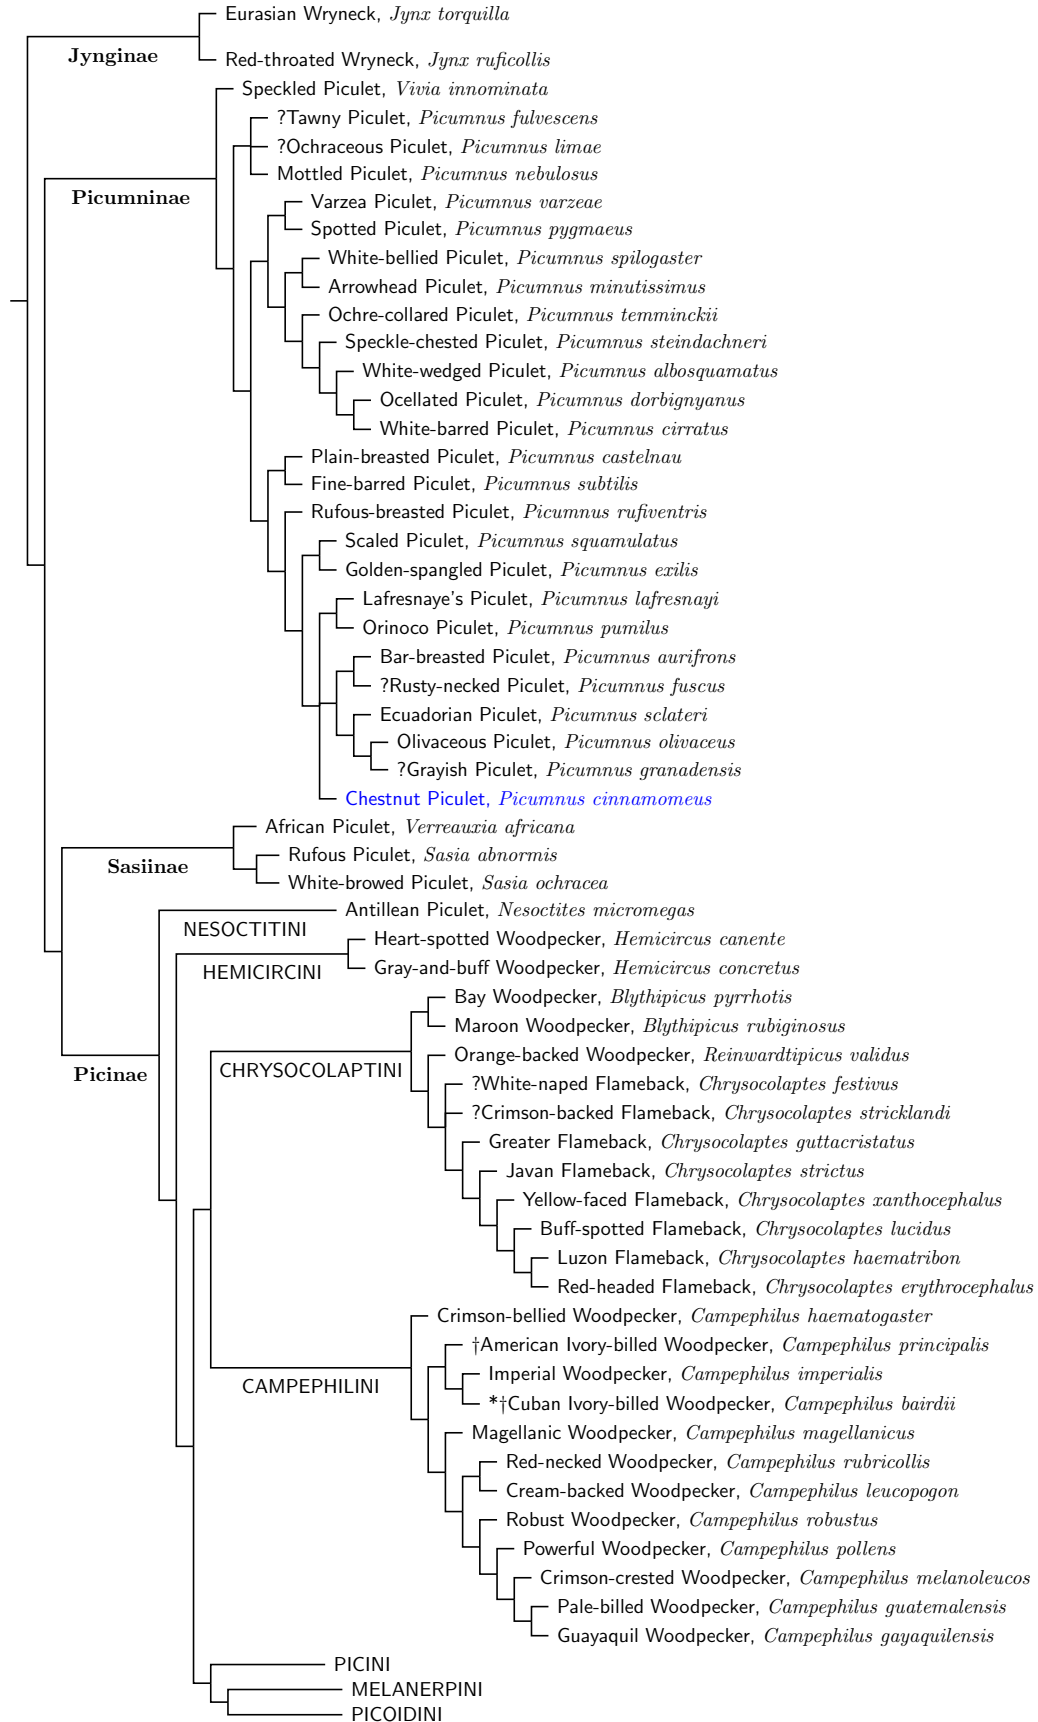 Eurasian Wryneck, Jynx torquilla
Jynginae
Red-throated Wryneck, Jynx ruficollis
Speckled Piculet, Vivia innominata
?Tawny Piculet, Picumnus fulvescens
?Ochraceous Piculet, Picumnus limae
Mottled Piculet, Picumnus nebulosus
Picumninae
Varzea Piculet, Picumnus varzeae
Spotted Piculet, Picumnus pygmaeus
White-bellied Piculet, Picumnus spilogaster
Arrowhead Piculet, Picumnus minutissimus
Ochre-collared Piculet, Picumnus temminckii
Speckle-chested Piculet, Picumnus steindachneri
White-wedged Piculet, Picumnus albosquamatus
Ocellated Piculet, Picumnus dorbignyanus
White-barred Piculet, Picumnus cirratus
Plain-breasted Piculet, Picumnus castelnau
Fine-barred Piculet, Picumnus subtilis
Rufous-breasted Piculet, Picumnus rufiventris
Scaled Piculet, Picumnus squamulatus
Golden-spangled Piculet, Picumnus exilis
Lafresnaye's Piculet, Picumnus lafresnayi
Orinoco Piculet, Picumnus pumilus
Bar-breasted Piculet, Picumnus aurifrons
?Rusty-necked Piculet, Picumnus fuscus
Ecuadorian Piculet, Picumnus sclateri
Olivaceous Piculet, Picumnus olivaceus
?Grayish Piculet, Picumnus granadensis
Chestnut Piculet, Picumnus cinnamomeus
African Piculet, Verreauxia africana
Rufous Piculet, Sasia abnormis
Sasiinae
White-browed Piculet, Sasia ochracea
Antillean Piculet, Nesoctites micromegas
NESOCTITINI
Heart-spotted Woodpecker, Hemicircus canente
HEMICIRCINI
Gray-and-buff Woodpecker, Hemicircus concretus
Bay Woodpecker, Blythipicus pyrrhotis
Maroon Woodpecker, Blythipicus rubiginosus
Orange-backed Woodpecker, Reinwardtipicus validus
CHRYSOCOLAPTINI
Picinae
?White-naped Flameback, Chrysocolaptes festivus
?Crimson-backed Flameback, Chrysocolaptes stricklandi
Greater Flameback, Chrysocolaptes guttacristatus
Javan Flameback, Chrysocolaptes strictus
Yellow-faced Flameback, Chrysocolaptes xanthocephalus
Buff-spotted Flameback, Chrysocolaptes lucidus
Luzon Flameback, Chrysocolaptes haematribon
Red-headed Flameback, Chrysocolaptes erythrocephalus
Crimson-bellied Woodpecker, Campephilus haematogaster
†American Ivory-billed Woodpecker, Campephilus principalis
Imperial Woodpecker, Campephilus imperialis
CAMPEPHILINI
*†Cuban Ivory-billed Woodpecker, Campephilus bairdii
Magellanic Woodpecker, Campephilus magellanicus
Red-necked Woodpecker, Campephilus rubricollis
Cream-backed Woodpecker, Campephilus leucopogon
Robust Woodpecker, Campephilus robustus
Powerful Woodpecker, Campephilus pollens
Crimson-crested Woodpecker, Campephilus melanoleucos
Pale-billed Woodpecker, Campephilus guatemalensis
Guayaquil Woodpecker, Campephilus gayaquilensis
PICINI
MELANERPINI
PICOIDINI